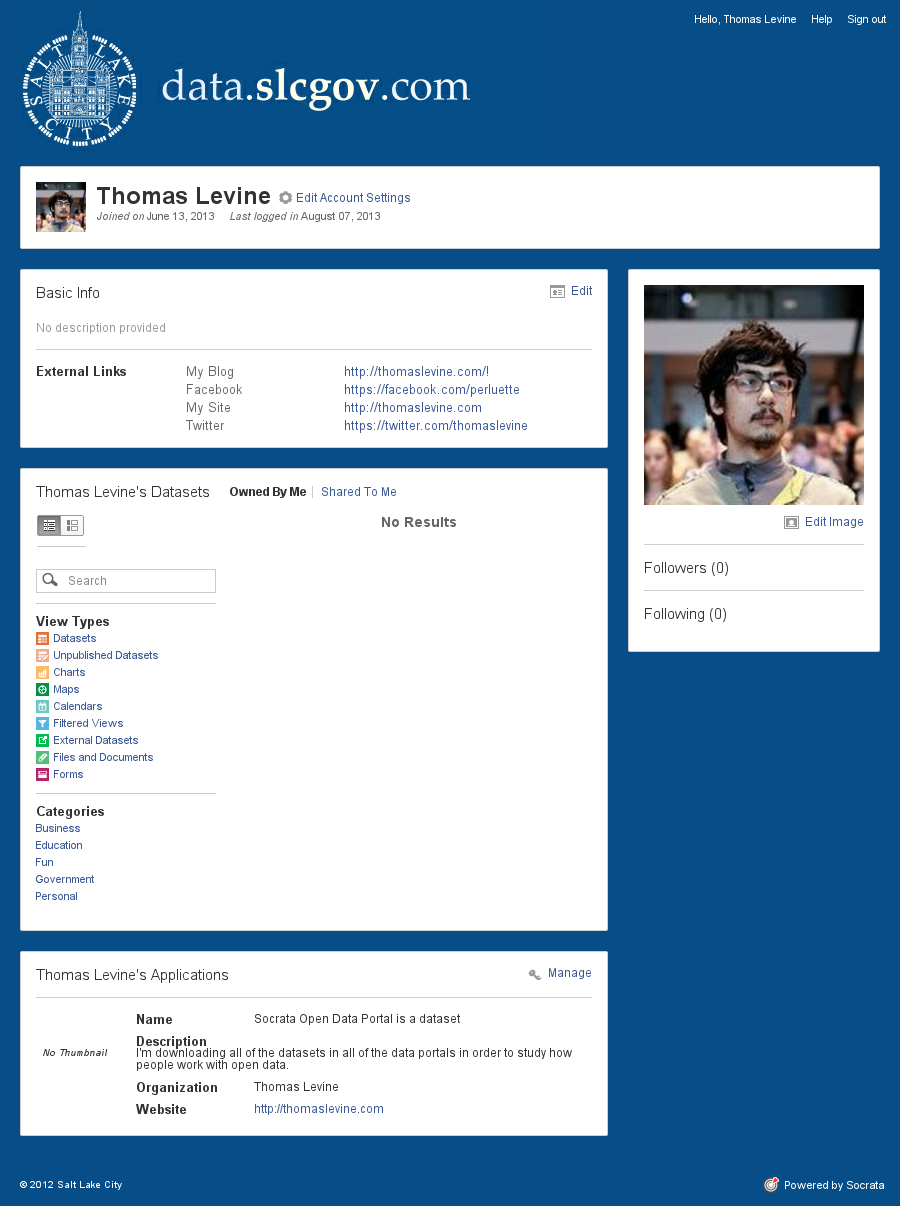 Hello, Thomas Levine Help Sign out
SALT LAKE CITY
data.slcgov.com
Thomas Levine Edit Account Settings
Joined on June 13, 2013 Last logged in August 07, 2013
Basic Info Edit
No description provided
External Links My Blog http://thomaslevine.com/!
Facebook https://facebook.com/perluette
My Site http://thomaslevine.com
Twitter https://twitter.com/thomaslevine
Edit Image
Followers (0)
Following (0)
Thomas Levine's Datasets Owned By Me Shared To Me
No Results
Search
View Types
Datasets
Unpublished Datasets
Charts
Maps
Calendars
Filtered Views
External Datasets
Files and Documents
Forms
Categories
Business
Education
Fun
Government
Personal
Thomas Levine's Applications Manage
No Thumbnail
Name Socrata Open Data Portal is a dataset
Description
I'm downloading all of the datasets in all of the data portals in order to study how
people work with open data.
Organization Thomas Levine
Website http://thomaslevine.com
© 2012 Salt Lake City Powered by Socrata